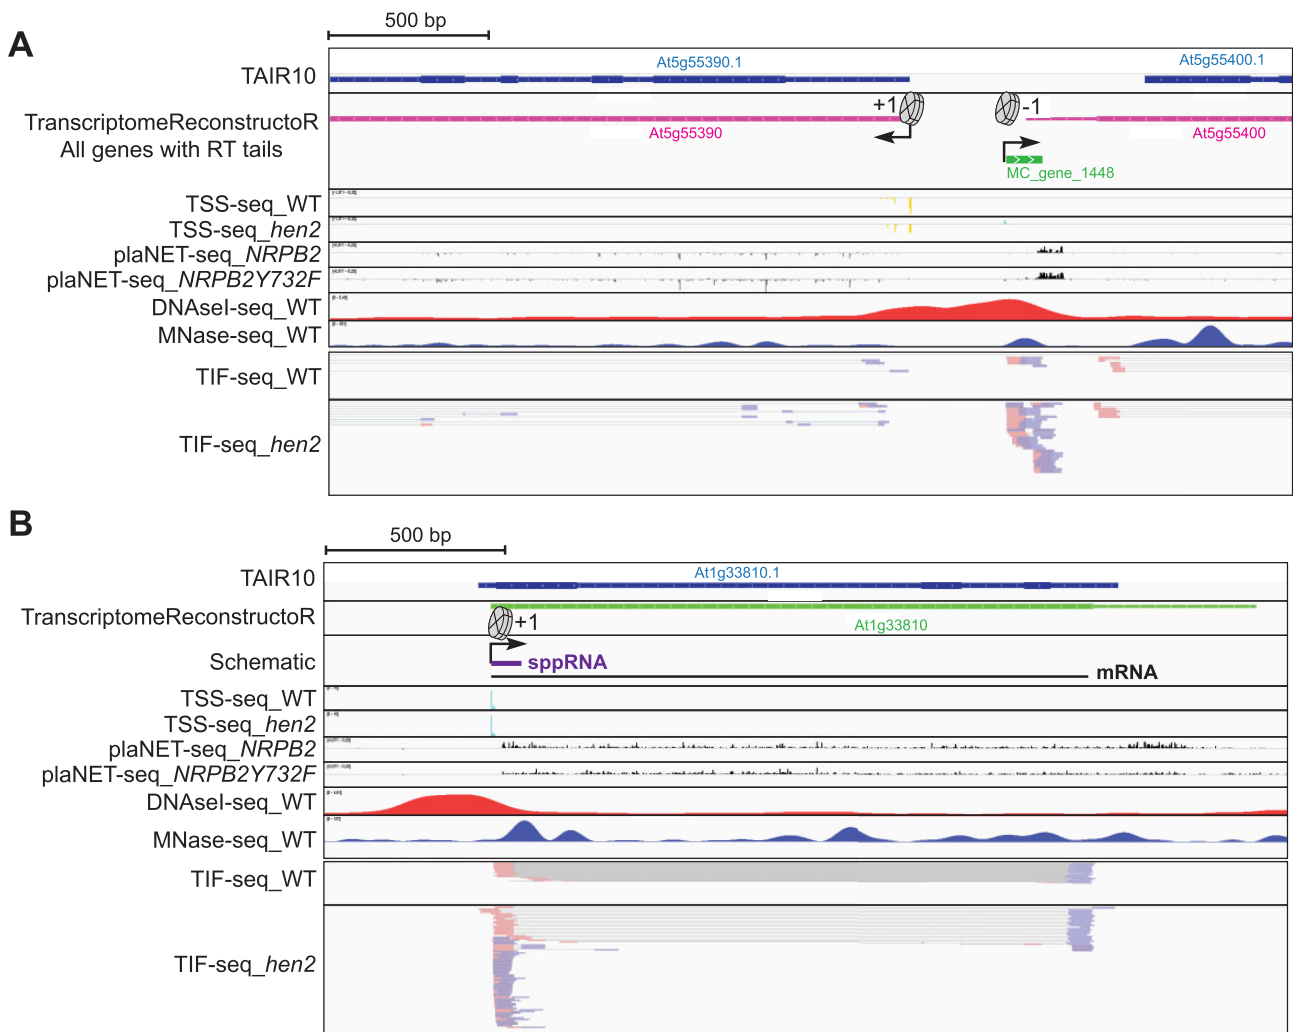 A
500 bp
TAIR10
At5g55390.1
At5g55400.1
TranscriptomeReconstructoR
All genes with RT tails
+1
-1
At5g55390
At5g55400
MC_gene_1448
TSS-seq_WT
TSS-seq_hen2
plaNET-seq_NRPB2
plaNET-seq_NRPB2Y732F
DNAseI-seq_WT
MNase-seq_WT
TIF-seq_WT
TIF-seq_hen2
B
500 bp
TAIR10
At1g33810.1
TranscriptomeReconstructoR
+1
At1g33810
Schematic
sppRNA
mRNA
TSS-seq_WT
TSS-seq_hen2
plaNET-seq_NRPB2
plaNET-seq_NRPB2Y732F
DNAseI-seq_WT
MNase-seq_WT
TIF-seq_WT
TIF-seq_hen2